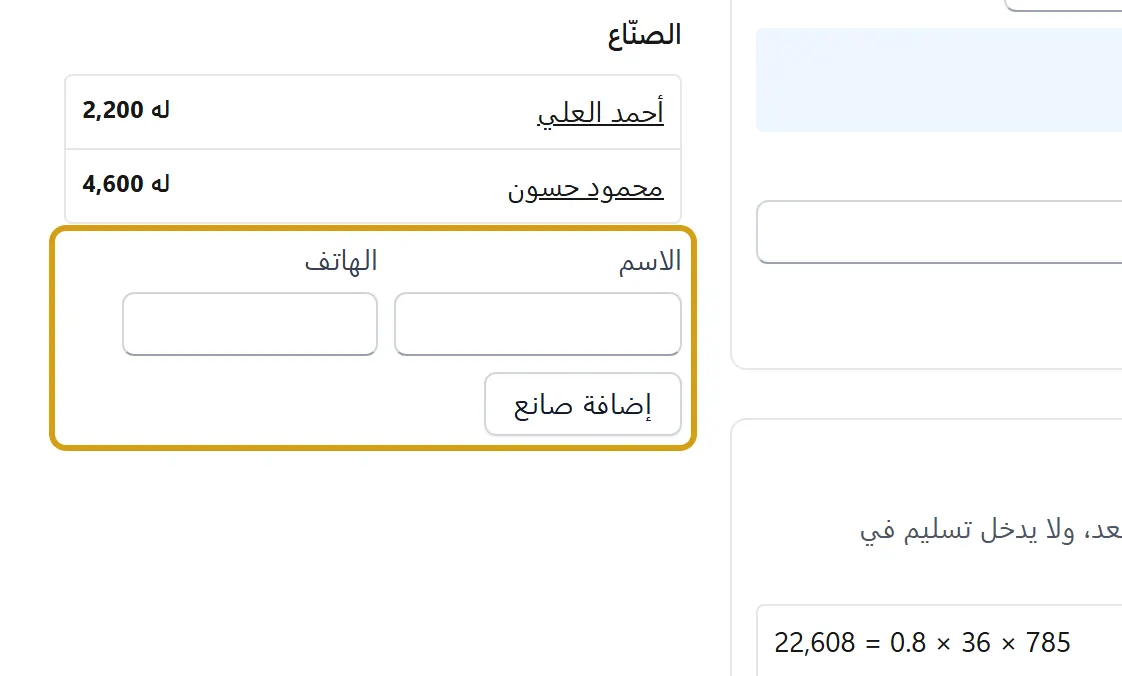 الصنّاع
أحمد العلي
له 2,200
محمود حسون
له 4,600
الاسم
الهاتف
إضافة صانع
ولا يدخل تسليم في
785 × 36 × 0.8 = 22,608